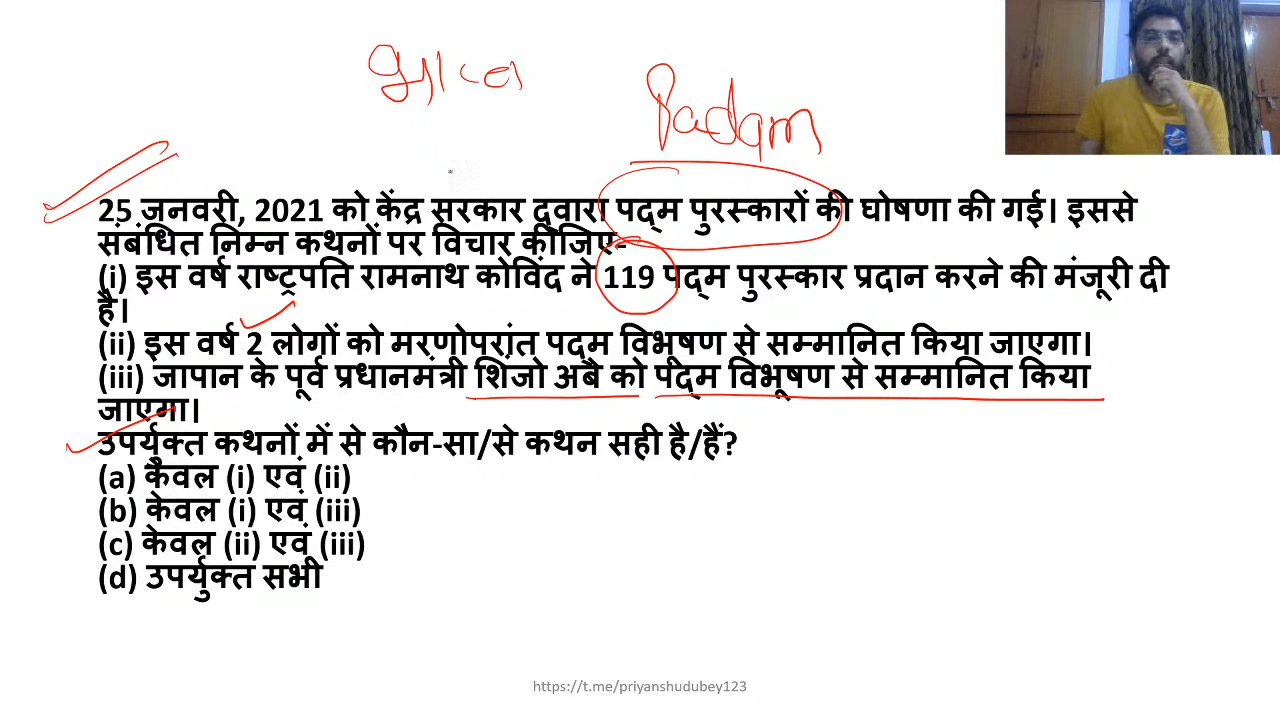 Padam
25 जनवरी, 2021 को केंद्र सरकार द्वारा पद्म पुरस्कारों की घोषणा की गई। इससे
संबंधित निम्न कथनों पर विचार कीजिए-
(i) इस वर्ष राष्ट्रपति रामनाथ कोविंद ने 119 पद्म पुरस्कार प्रदान करने की मंजूरी दी
है।
(ii) इस वर्ष 2 लोगों को मरणोपरांत पद्म विभूषण से सम्मानित किया जाएगा।
(iii) जापान के पूर्व प्रधानमंत्री शिंजो अबे को पद्म विभूषण से सम्मानित किया
जाएगा।
उपर्युक्त कथनों में से कौन-सा/से कथन सही है/हैं?
(a) केवल (i) एवं (ii)
(b) केवल (i) एवं (iii)
(c) केवल (ii) एवं (iii)
(d) उपर्युक्त सभी
https://t.me/priyanshudubey123